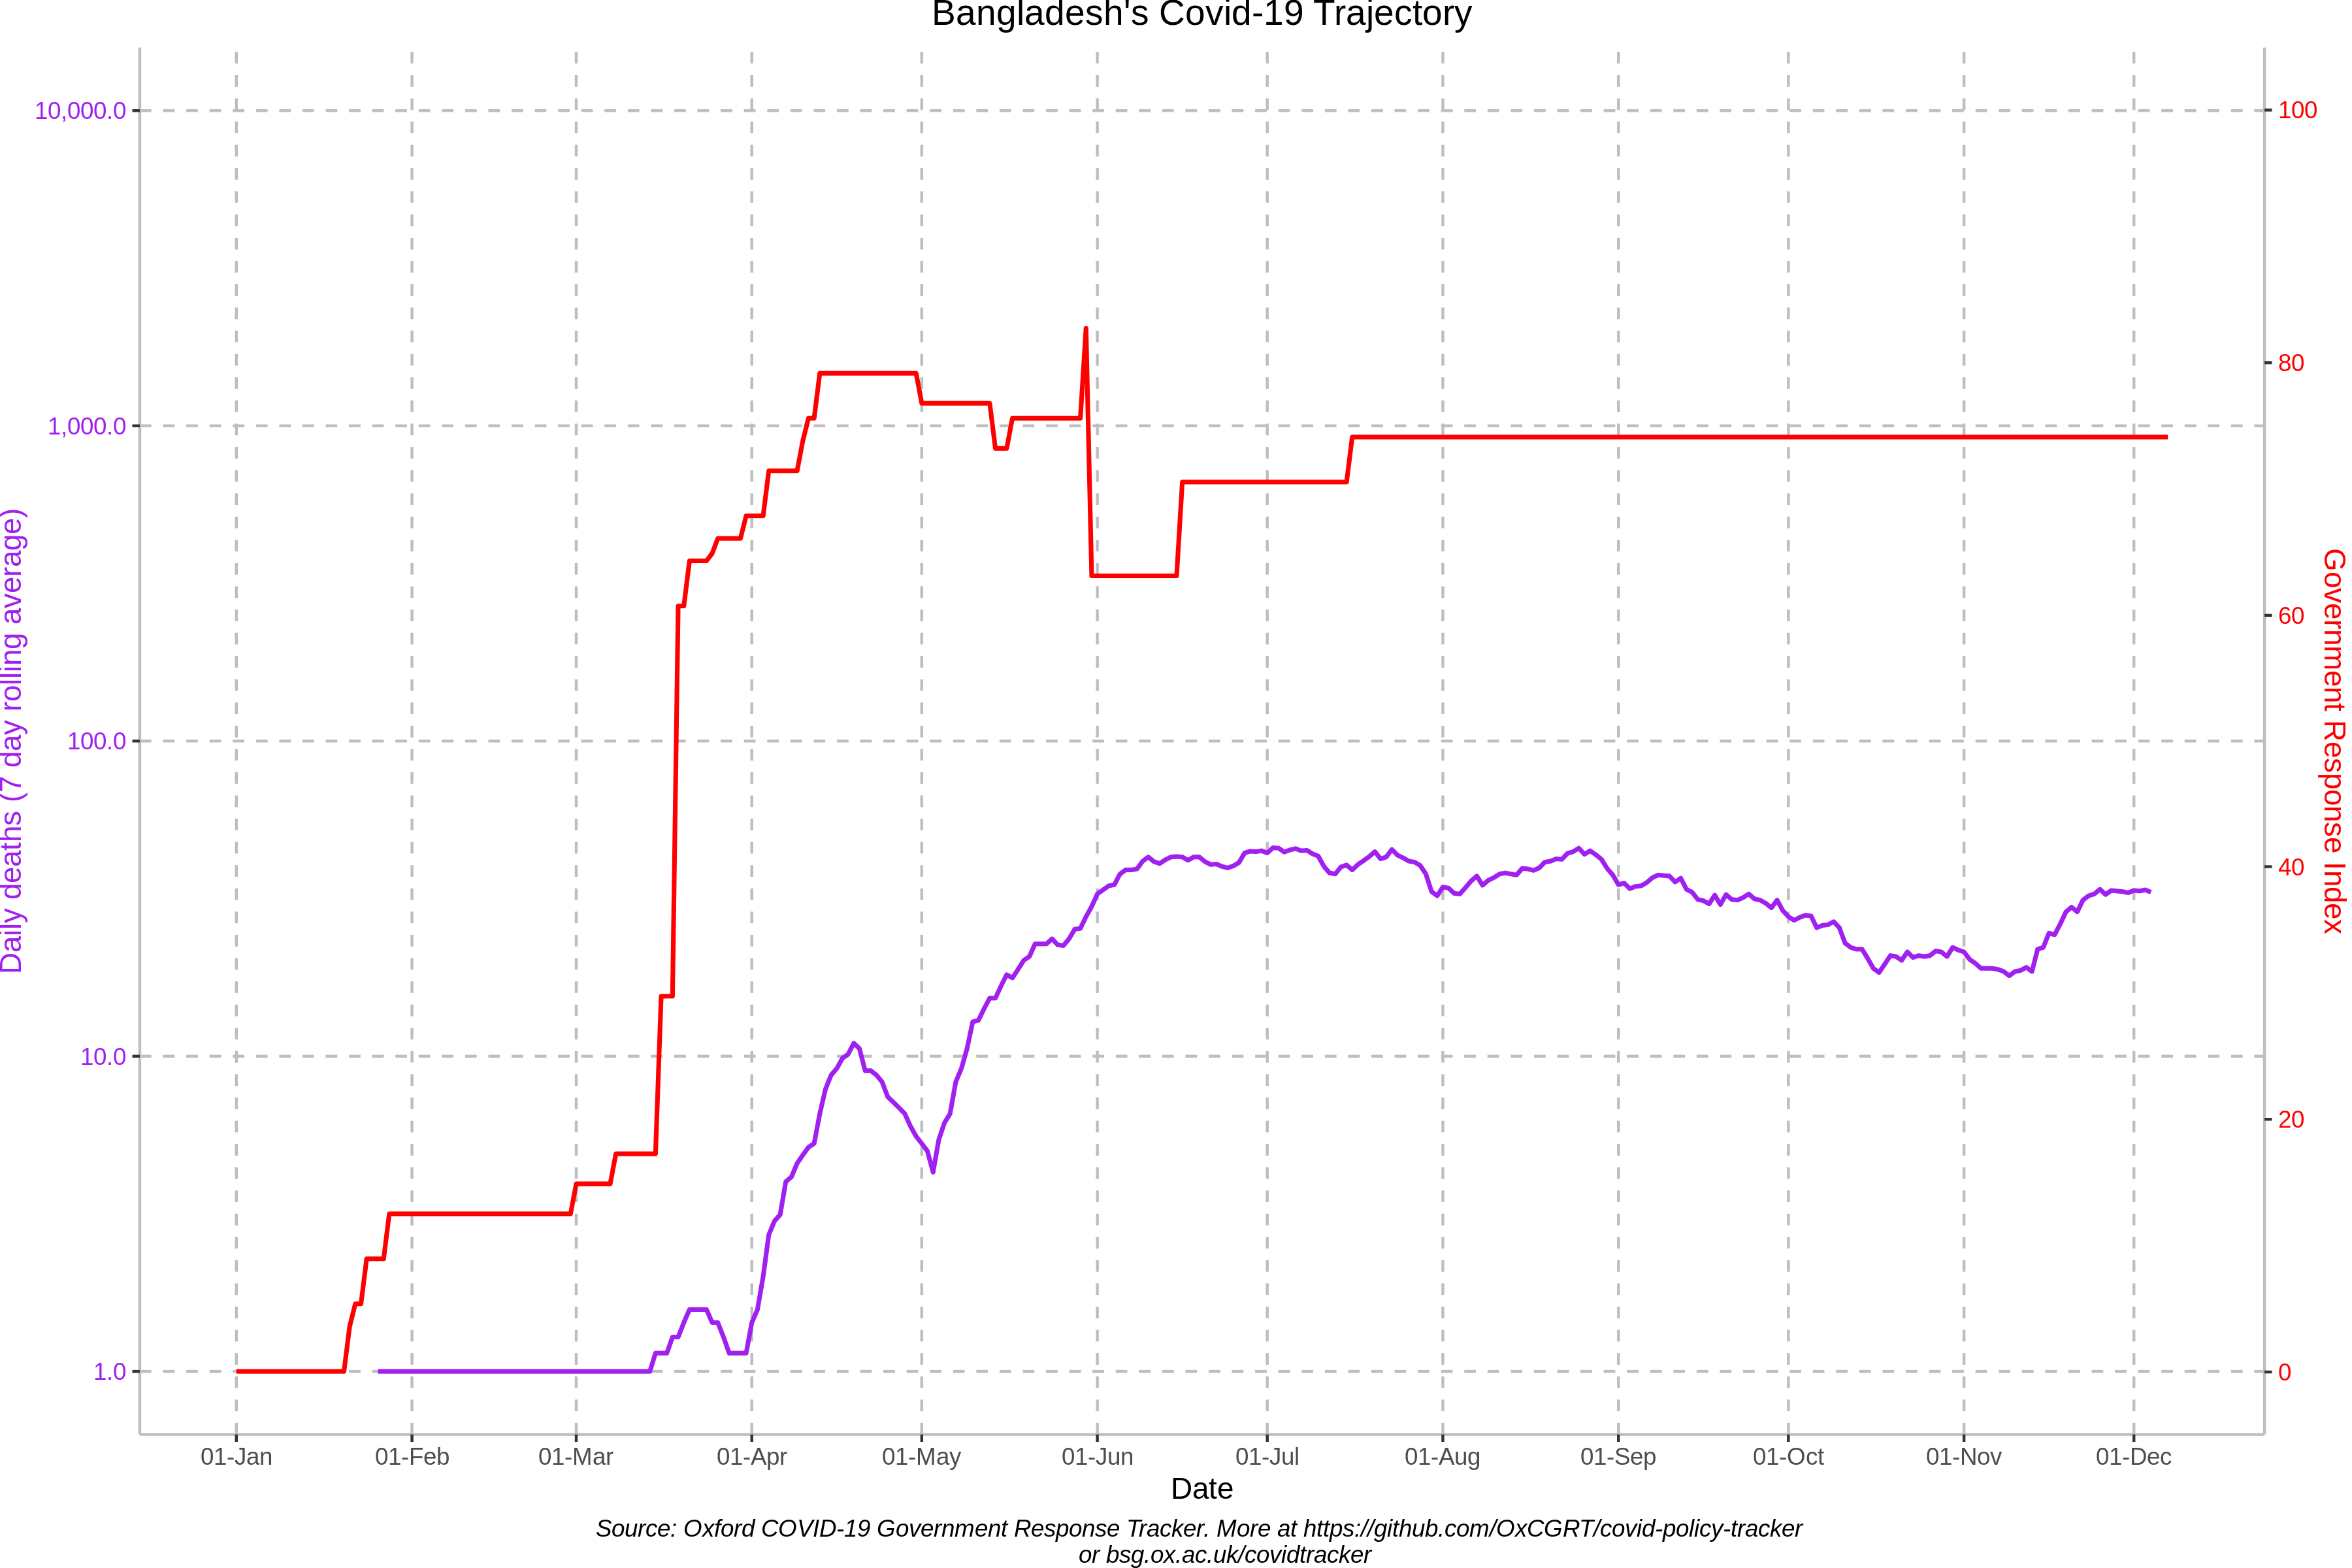 Bangladesh's Covid-19 Trajectory
10,000.0
1,000.0
100.0
10.0
1.0
Daily deaths (7 day rolling average)
100
80
60
40
20
0
Government Response Index
01-Jan 01-Feb 01-Mar 01-Apr 01-May 01-Jun 01-Jul 01-Aug 01-Sep 01-Oct 01-Nov 01-Dec
Date
Source: Oxford COVID-19 Government Response Tracker. More at https://github.com/OxCGRT/covid-policy-tracker
or bsg.ox.ac.uk/covidtracker